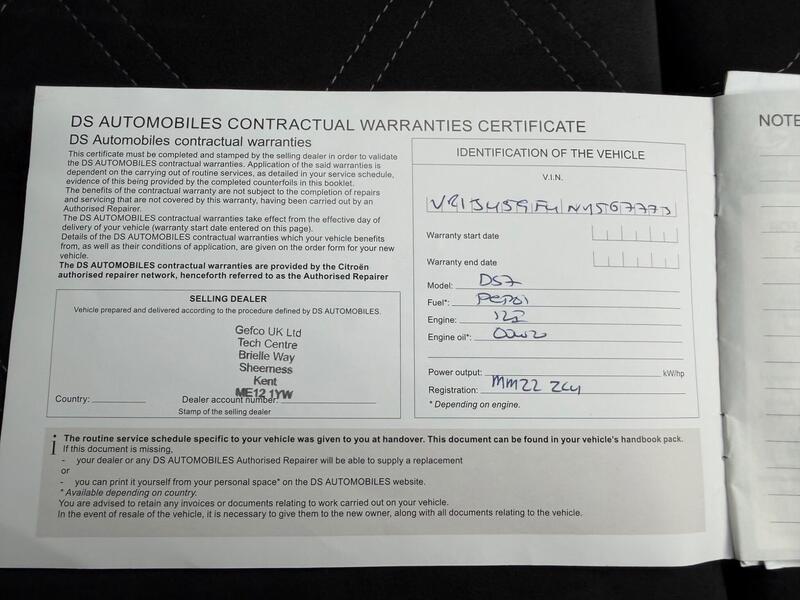 DS AUTOMOBILES CONTRACTUAL WARRANTIES CERTIFICATE
DS Automobiles contractual warranties
This certificate must be completed and stamped by the selling dealer in order to validate
the DS AUTOMOBILES contractual warranties. Application of the said warranties is
dependent on the carrying out of routine services, as detailed in your service schedule,
evidence of this being provided by the completed counterfoils in this booklet.
The benefits of the contractual warranty are not subject to the completion of repairs
and servicing that are not covered by this warranty, having been carried out by an
Authorised Repairer.
The DS AUTOMOBILES contractual warranties take effect from the effective day of
delivery of your vehicle (warranty start date entered on this page).
Details of the DS AUTOMOBILES contractual warranties which your vehicle benefits
from, as well as their conditions of application, are given on the order form for your new
vehicle.
The DS AUTOMOBILES contractual warranties are provided by the Citroën
authorised repairer network, henceforth referred to as the Authorised Repairer
SELLING DEALER
Vehicle prepared and delivered according to the procedure defined by DS AUTOMOBILES.
Gefco UK Ltd
Tech Centre
Brielle Way
Sheerness
Kent
ME12 1YW
Country:
Dealer account number:
Stamp of the selling dealer
IDENTIFICATION OF THE VEHICLE
V.I.N.
Warranty start date
Warranty end date
Model: DS7
Fuel*:
Engine:
Engine oil*:
Power output: kW/hp
Registration: MM22 ZCY
* Depending on engine.
i The routine service schedule specific to your vehicle was given to you at handover. This document can be found in your vehicle's handbook pack.
If this document is missing,
- your dealer or any DS AUTOMOBILES Authorised Repairer will be able to supply a replacement
or
- you can print it yourself from your personal space* on the DS AUTOMOBILES website.
* Available depending on country.
You are advised to retain any invoices or documents relating to work carried out on your vehicle.
In the event of resale of the vehicle, it is necessary to give them to the new owner, along with all documents relating to the vehicle.
NOTE